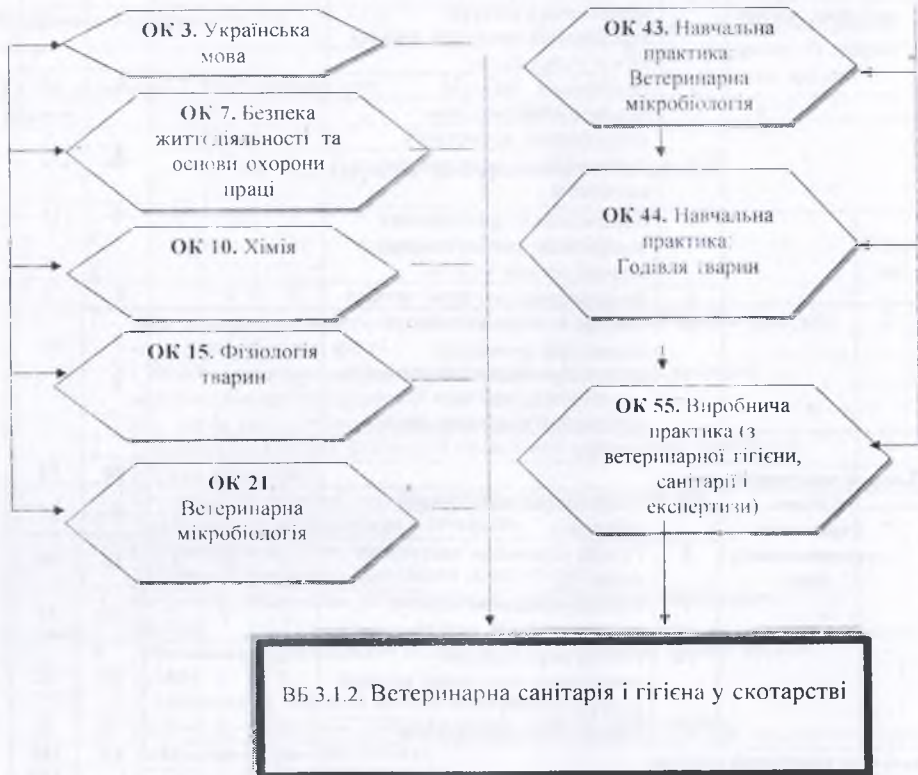 ОК 3. Українська
мова
ОК 7. Безпека
життєдіяльності та
основи охорони
праці
ОК 10. Хімія
ОК 15. Фізіологія
тварин
ОК 21.
Ветеринарна
мікробіологія
ОК 43. Навчальна
практика:
Ветеринарна
мікробіологія
ОК 44. Навчальна
практика:
Годівля тварин
ОК 55. Виробнича
практика (з
ветеринарної гігієни,
санітарії і
експертизи)
ВБ 3.1.2. Ветеринарна санітарія і гігієна у скотарстві